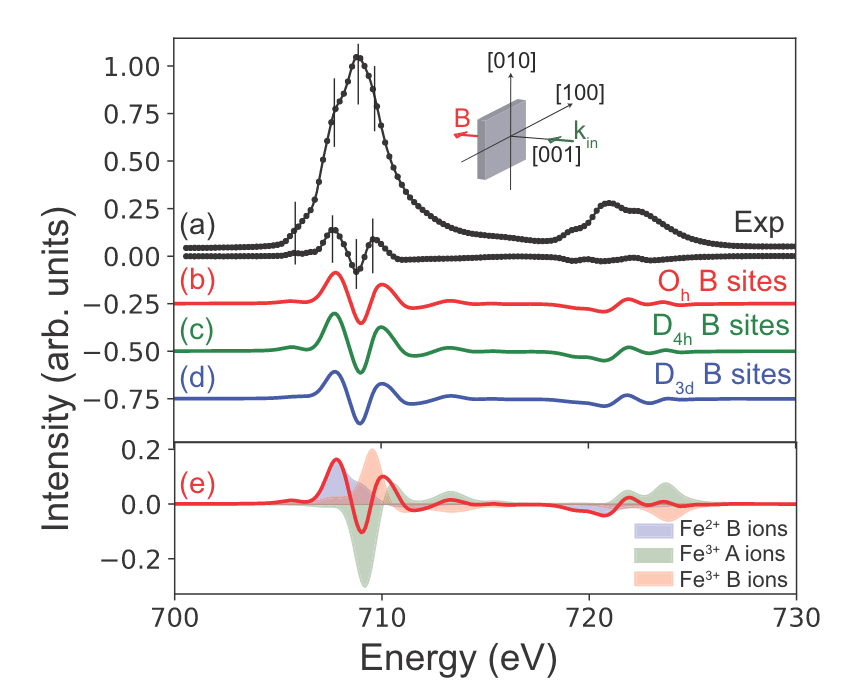 1.00
0.75
0.50
0.25
0.00
−0.25
−0.50
−0.75
0.2
0.0
−0.2
Intensity (arb. units)
[010]
[100]
B
k_in
[001]
(a)
Exp
(b)
O_h B sites
(c)
D_4h B sites
(d)
D_3d B sites
(e)
Fe²⁺ B ions
Fe³⁺ A ions
Fe³⁺ B ions
700 710 720 730
Energy (eV)